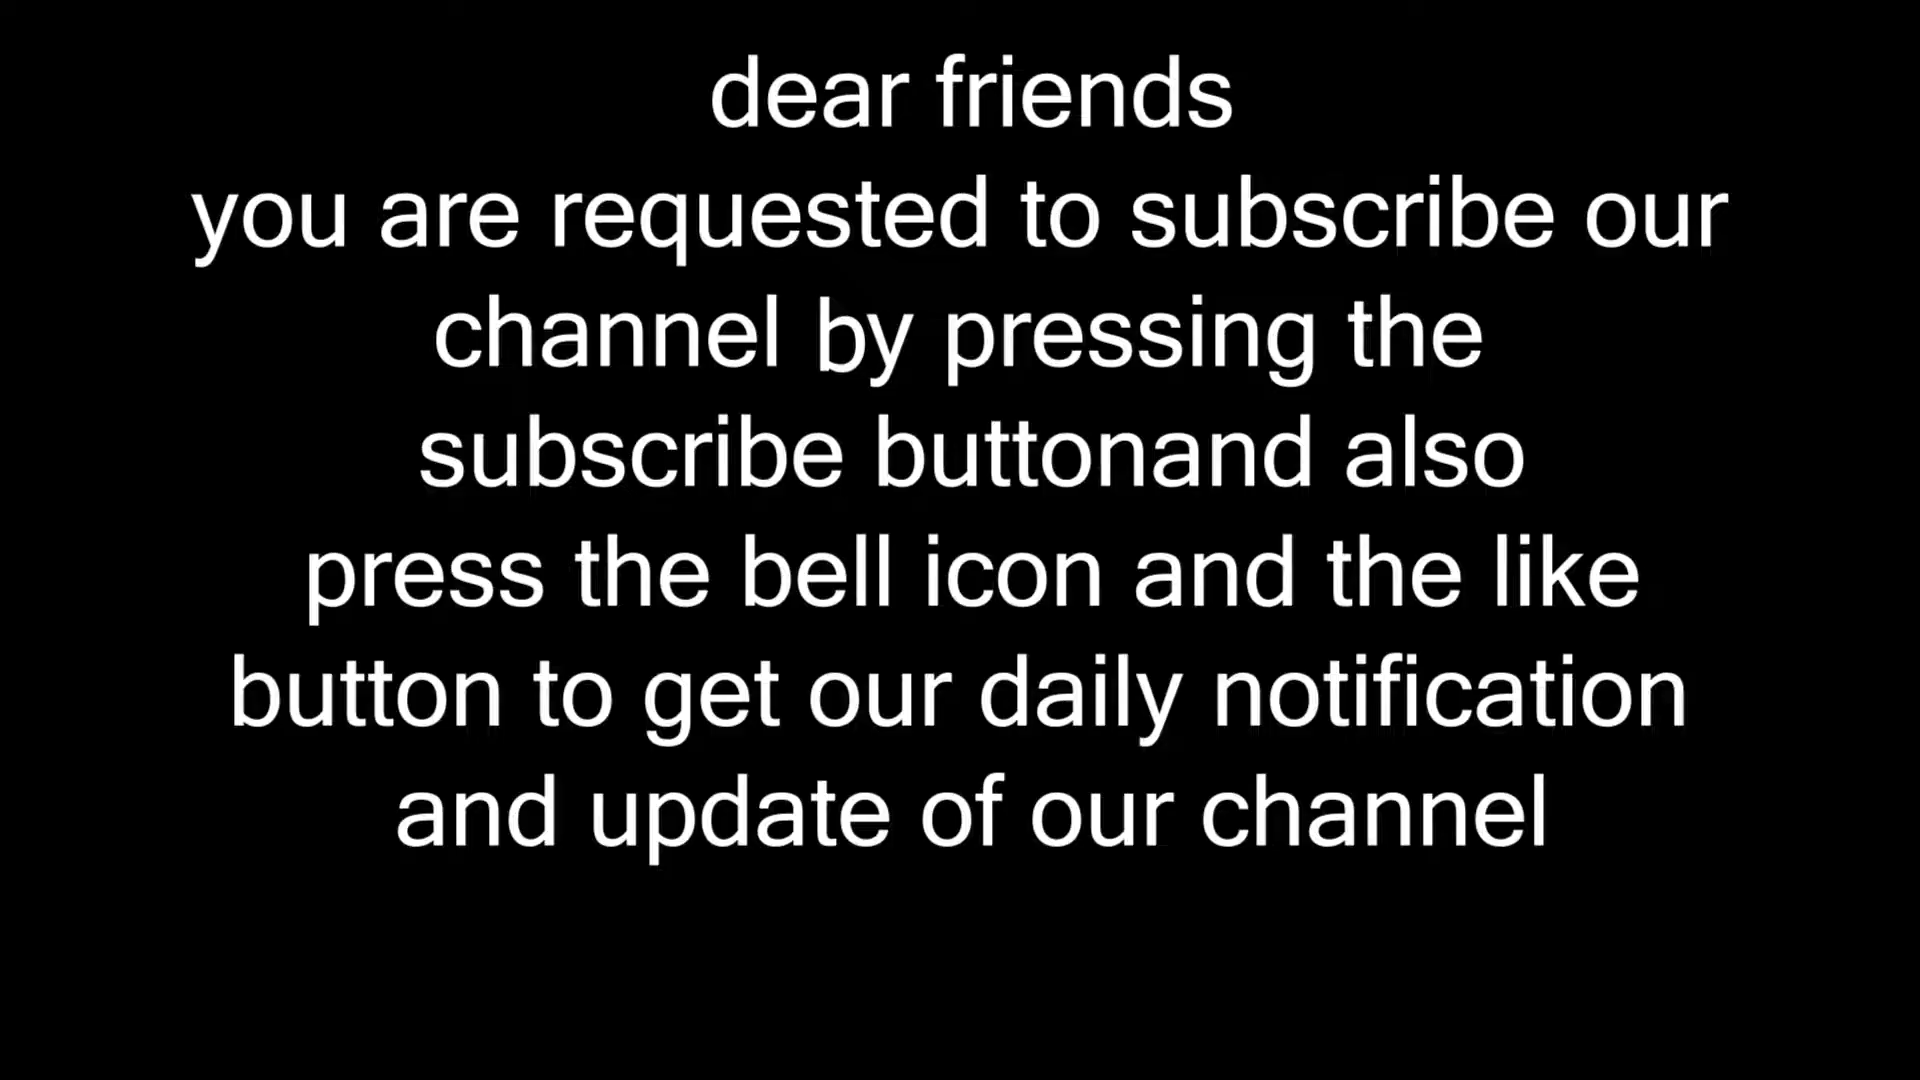 dear friends
you are requested to subscribe our
channel by pressing the
subscribe buttonand also
press the bell icon and the like
button to get our daily notification
and update of our channel